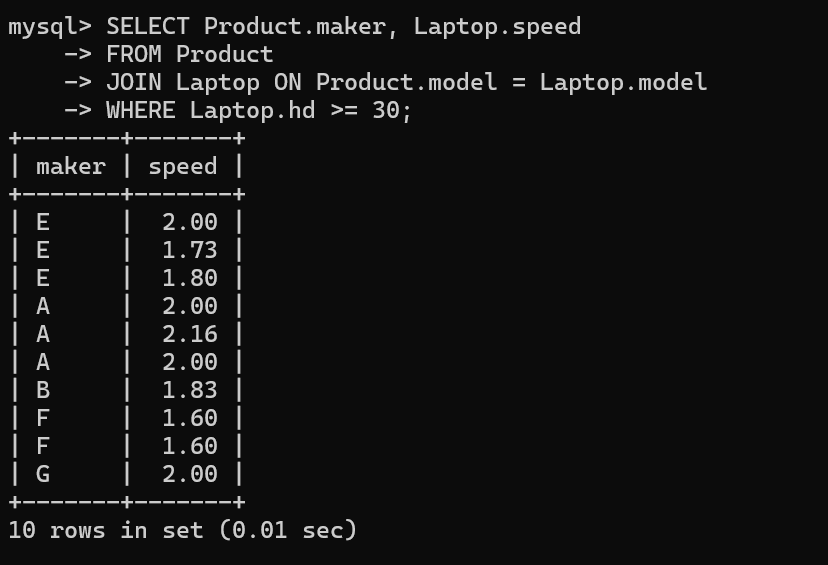 mysql> SELECT Product.maker, Laptop.speed
    -> FROM Product
    -> JOIN Laptop ON Product.model = Laptop.model
    -> WHERE Laptop.hd >= 30;
+-------+-------+
| maker | speed |
+-------+-------+
| E     |  2.00 |
| E     |  1.73 |
| E     |  1.80 |
| A     |  2.00 |
| A     |  2.16 |
| A     |  2.00 |
| B     |  1.83 |
| F     |  1.60 |
| F     |  1.60 |
| G     |  2.00 |
+-------+-------+
10 rows in set (0.01 sec)